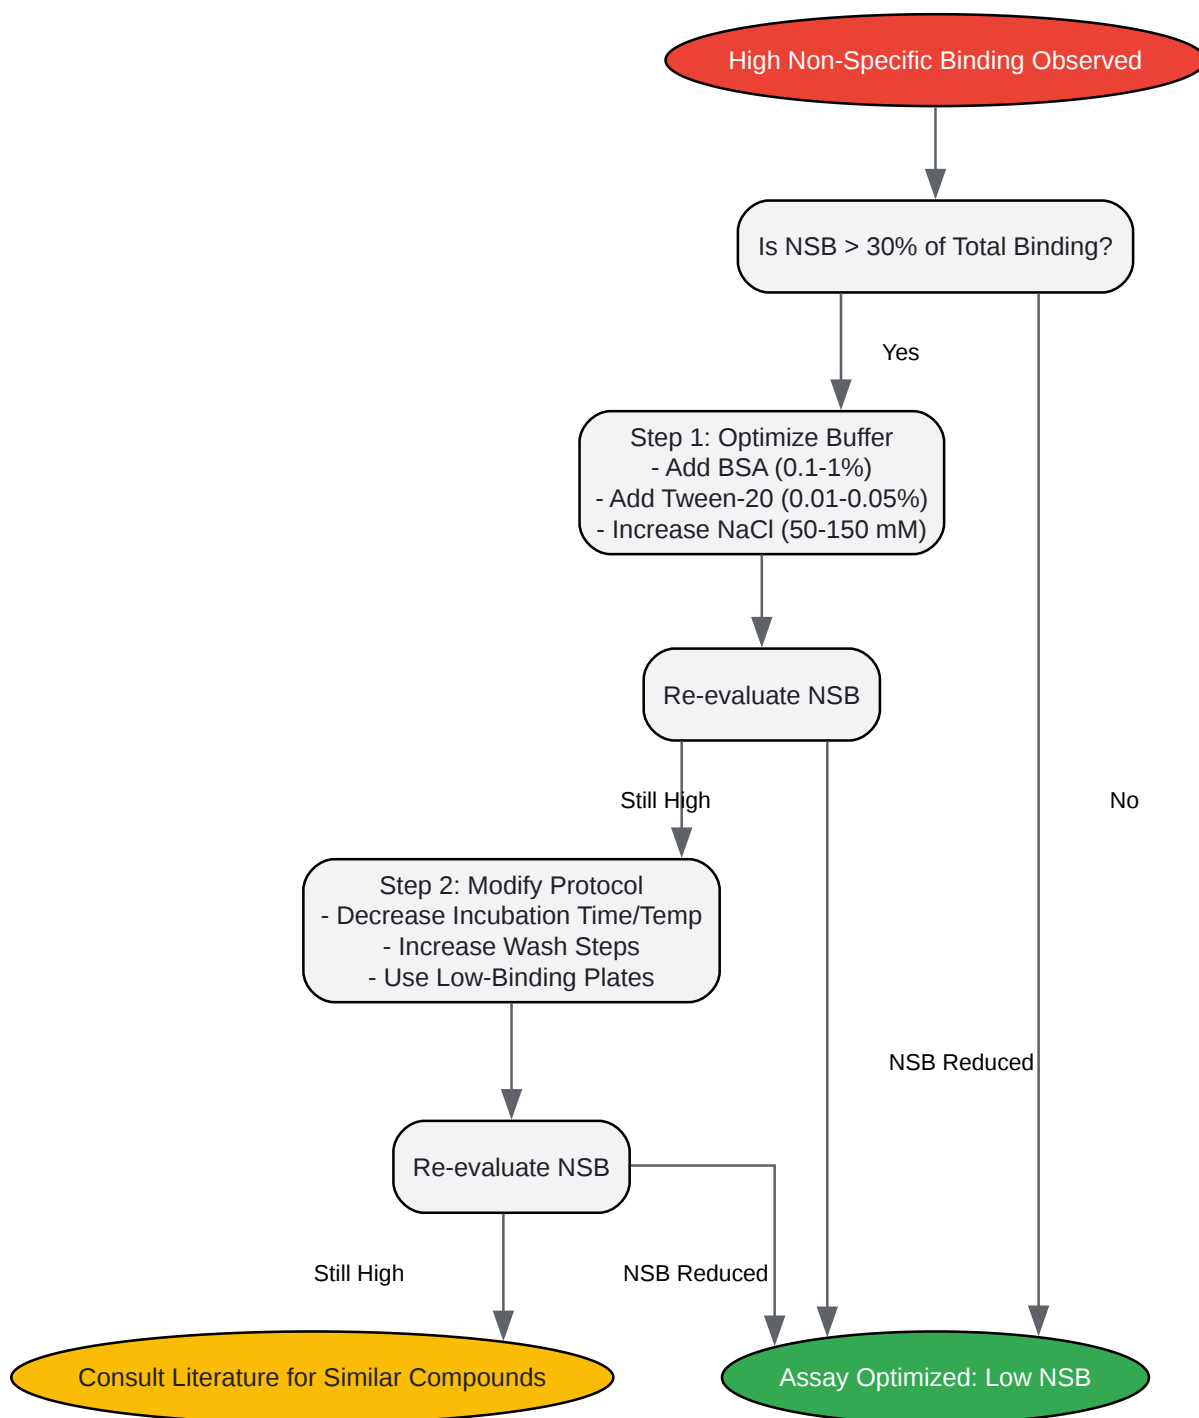 High Non-Specific Binding Observed
Is NSB > 30% of Total Binding?
Yes
Step 1: Optimize Buffer
- Add BSA (0.1-1%)
- Add Tween-20 (0.01-0.05%)
- Increase NaCl (50-150 mM)
Re-evaluate NSB
Still High
No
Step 2: Modify Protocol
- Decrease Incubation Time/Temp
- Increase Wash Steps
- Use Low-Binding Plates
NSB Reduced
Re-evaluate NSB
Still High
NSB Reduced
Consult Literature for Similar Compounds
Assay Optimized: Low NSB